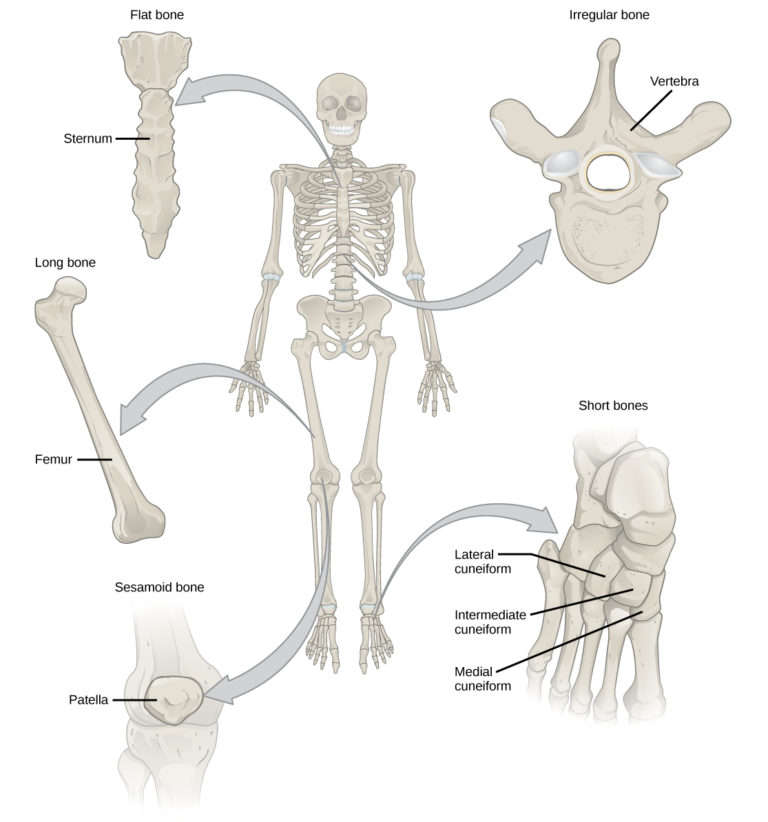 Flat bone
Irregular bone
Vertebra
Sternum
Long bone
Short bones
Femur
Lateral
cuneiform
Sesamoid bone
Intermediate
cuneiform
Medial
cuneiform
Patella